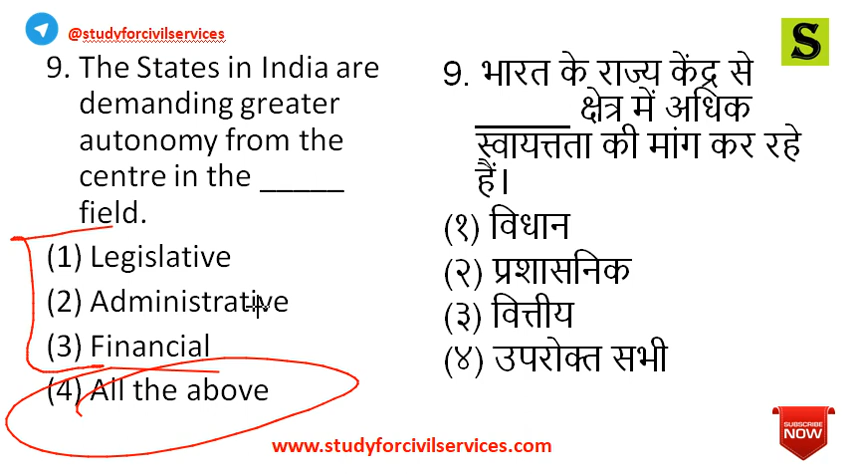 @studyforcivilservices
S
9. The States in India are
demanding greater
autonomy from the
centre in the _____
field.
(1) Legislative
(2) Administrative
(3) Financial
(4) All the above
9. भारत के राज्य केंद्र से
______ क्षेत्र में अधिक
स्वायत्तता की मांग कर रहे
हैं।
(१) विधान
(२) प्रशासनिक
(३) वित्तीय
(४) उपरोक्त सभी
SUBSCRIBE
NOW
www.studyforcivilservices.com